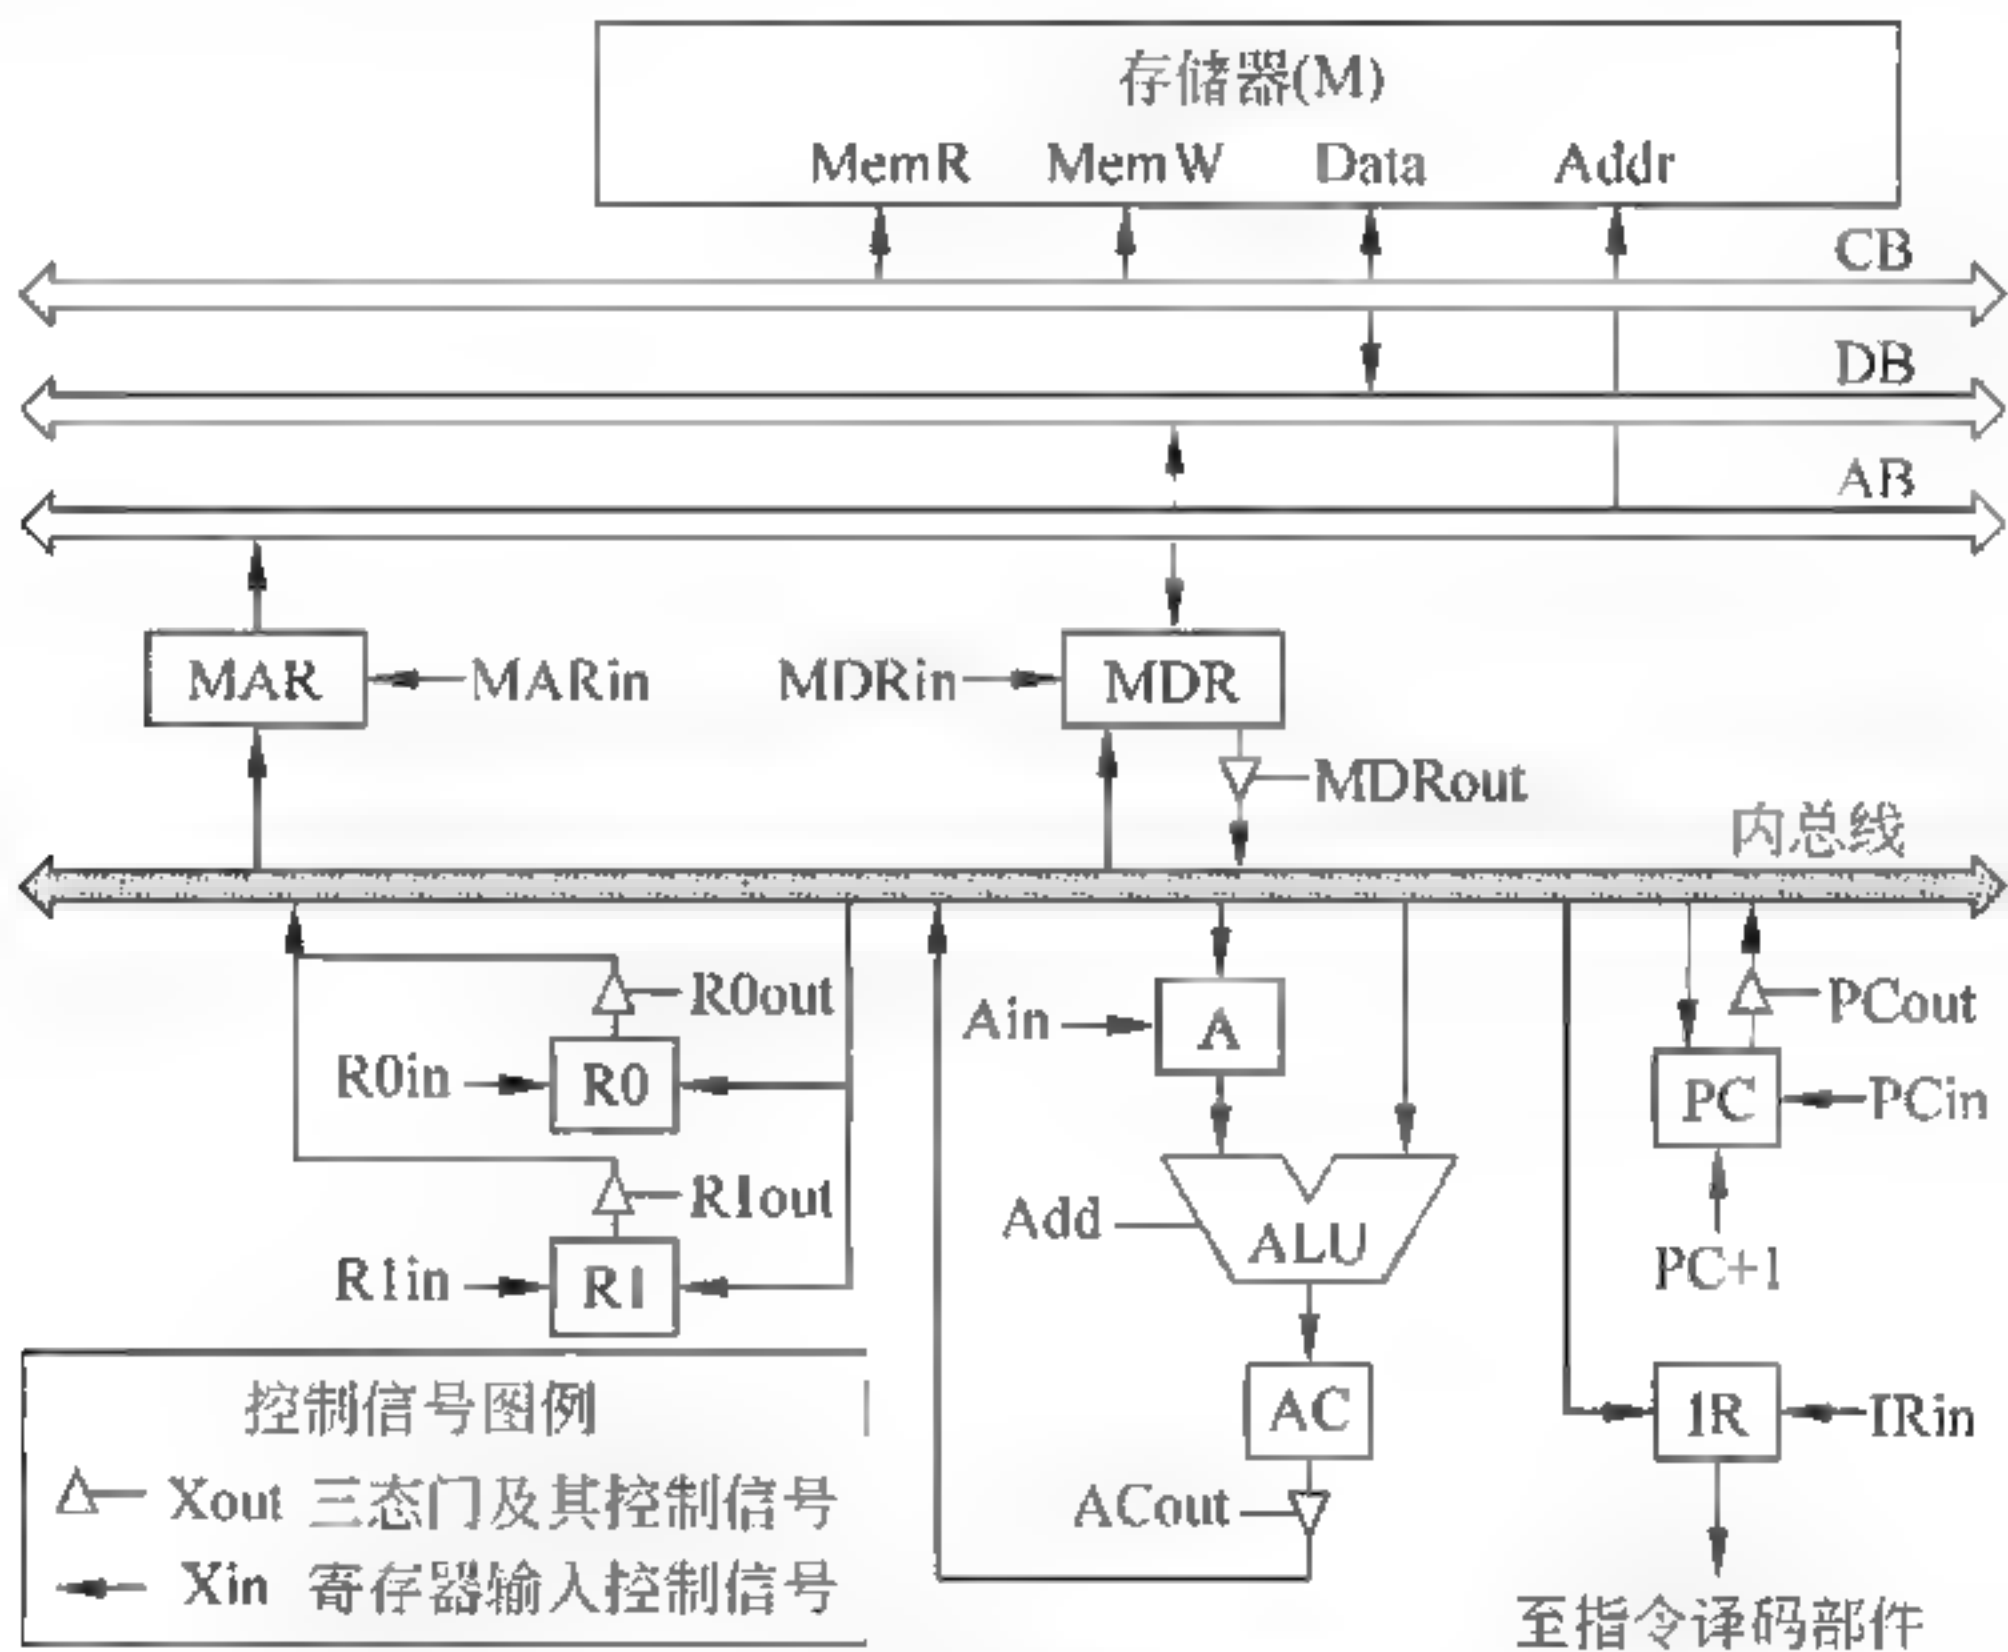 存储器(M)
MemR MemW Data Addr
CB
DB
AB
MAR MARin MDRin MDR
MDRout
内总线
R0out Ain A PCout
R0in R0 PC PCin
R1out Add ALU
R1in R1 PC+1
控制信号图例
Xout 三态门及其控制信号
Xin 寄存器输入控制信号
AC IR IRin
ACout
至指令译码部件